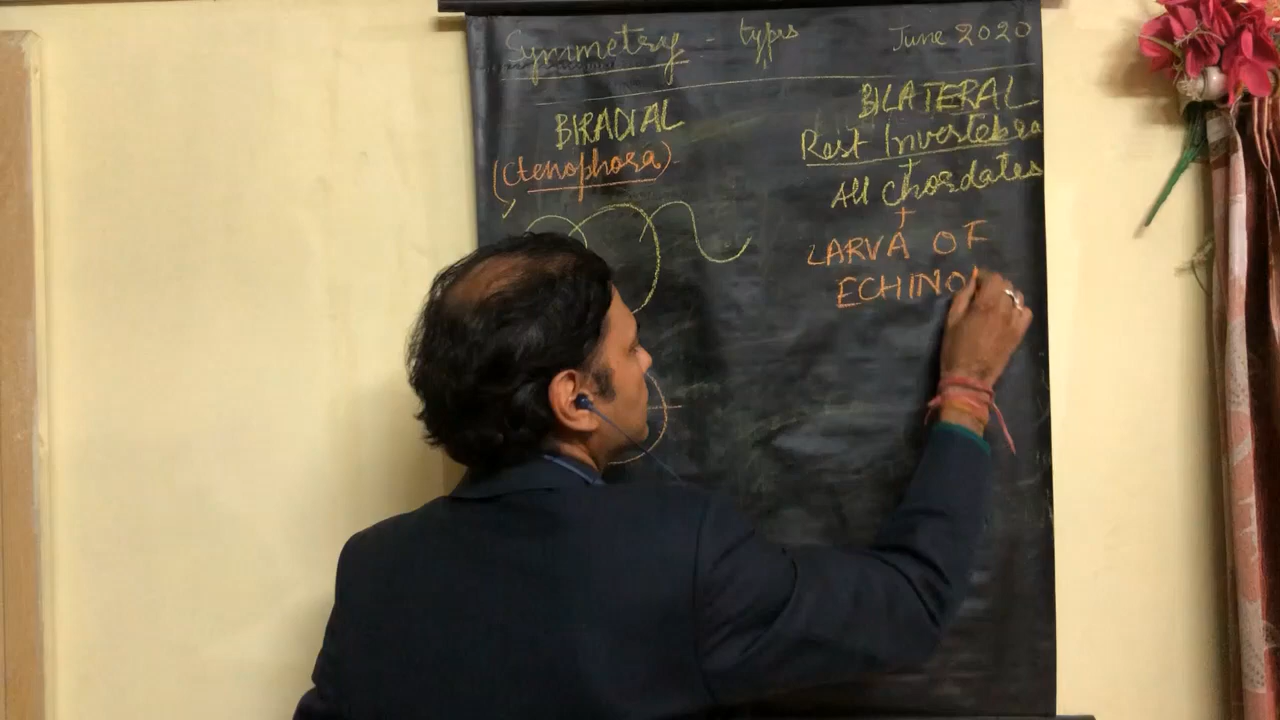 Symmetry - types June 2020
BIRADIAL
(Ctenophora)
BILATERAL
Rest Invertebra
+
All Chordates
+
LARVA OF
ECHINO